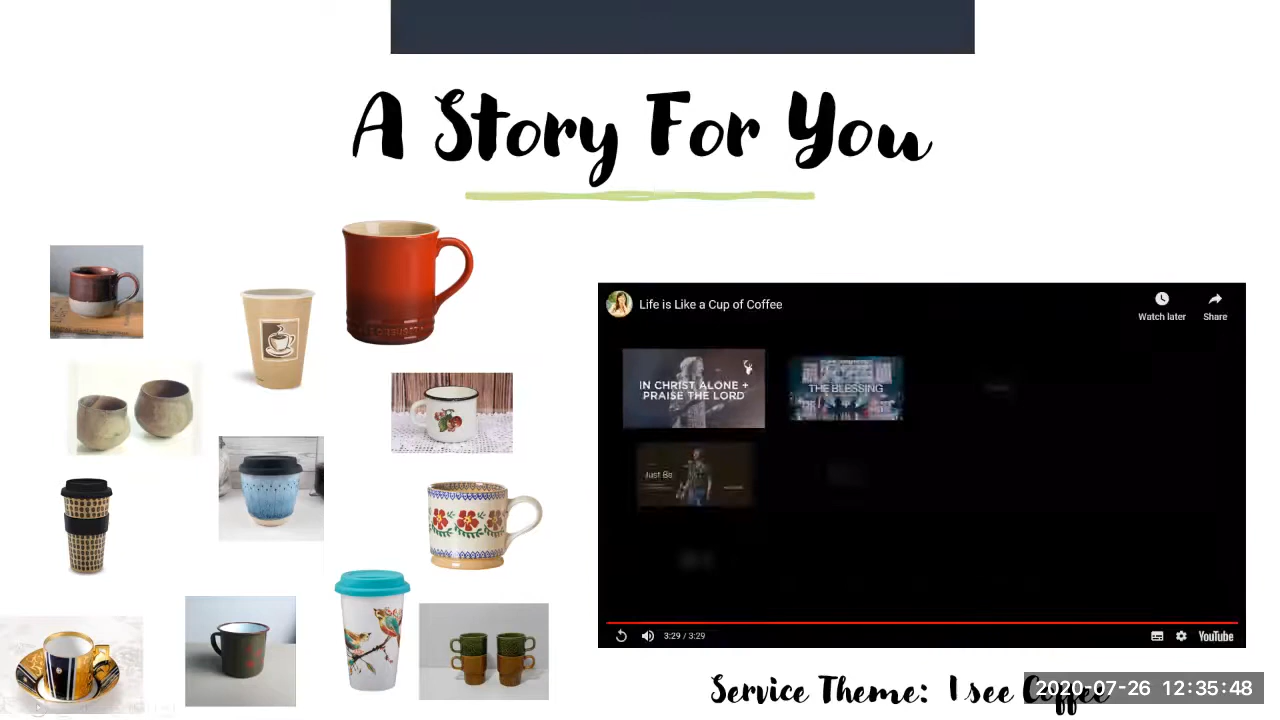 A Story For You
Life is Like a Cup of Coffee
Watch later
Share
IN CHRIST ALONE +
PRAISE THE LORD
THE BLESSING
Just Be
3:29 / 3:29
YouTube
Service Theme: I see Coffee
2020-07-26 12:35:48